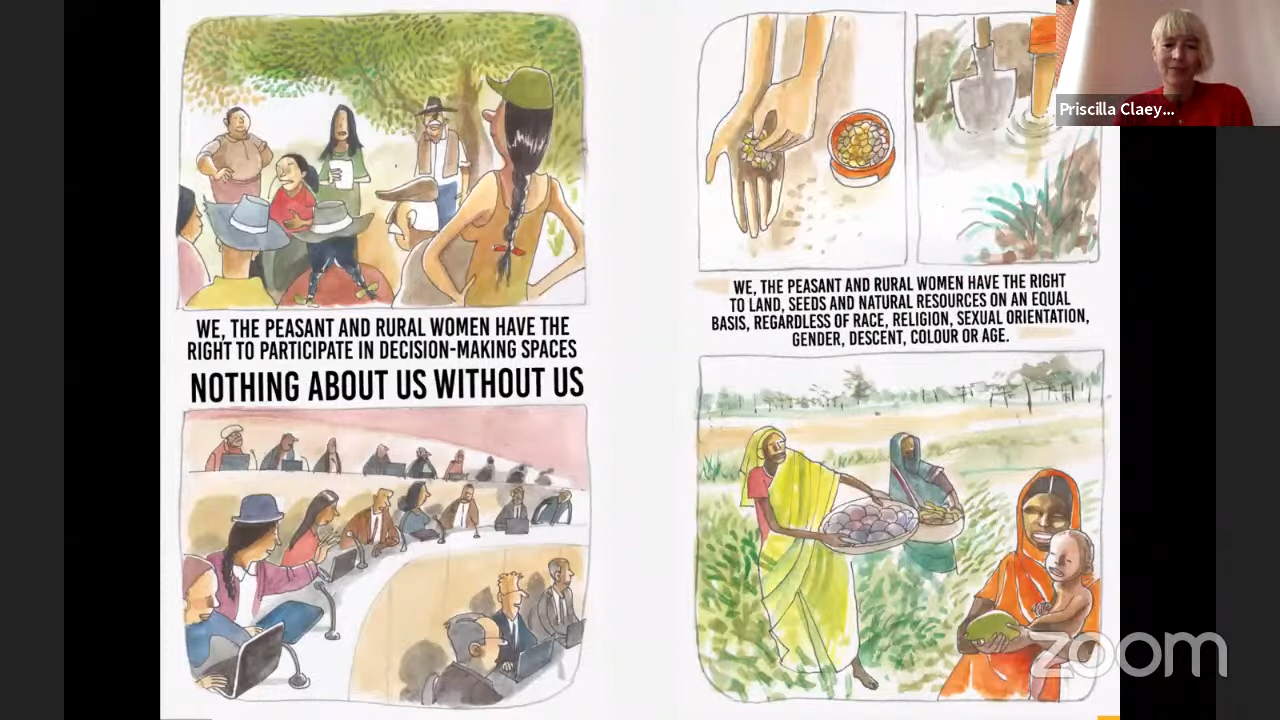 WE, THE PEASANT AND RURAL WOMEN HAVE THE
RIGHT TO PARTICIPATE IN DECISION-MAKING SPACES
NOTHING ABOUT US WITHOUT US
WE, THE PEASANT AND RURAL WOMEN HAVE THE RIGHT
TO LAND, SEEDS AND NATURAL RESOURCES ON AN EQUAL
BASIS, REGARDLESS OF RACE, RELIGION, SEXUAL ORIENTATION,
GENDER, DESCENT, COLOUR OR AGE.
Priscilla Claey...
zoom